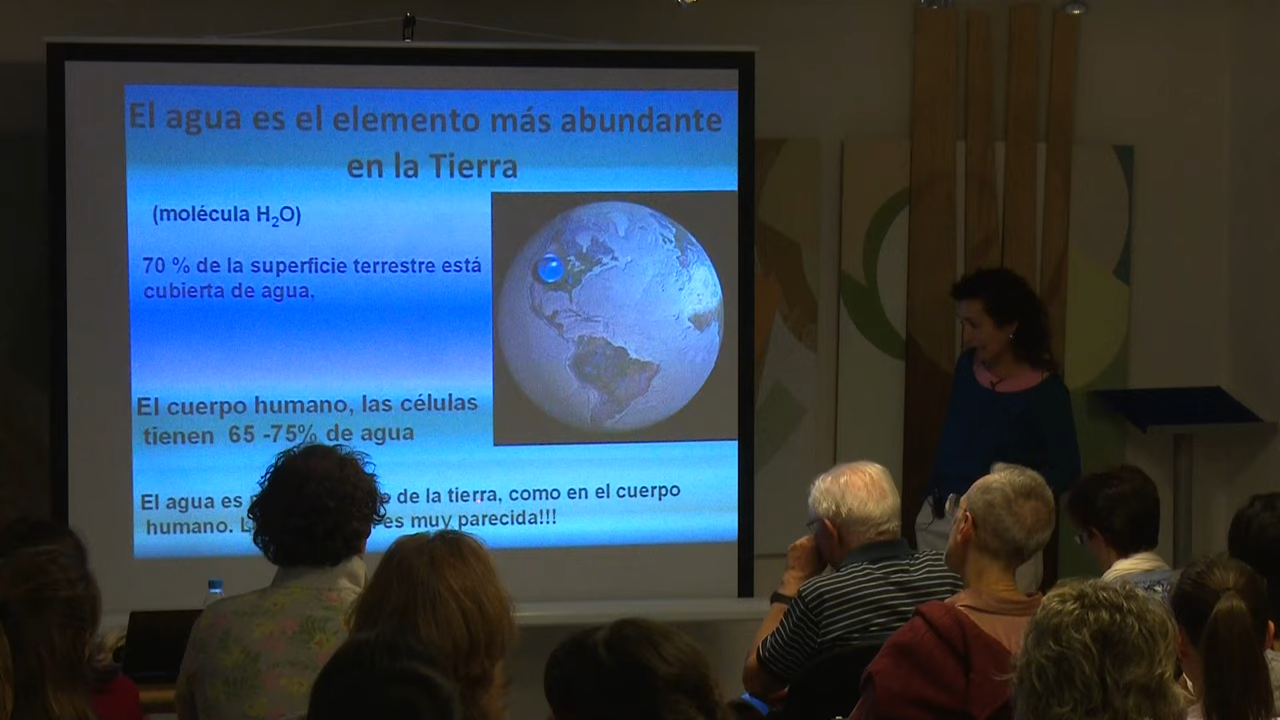 El agua es el elemento más abundante
en la Tierra
(molécula H₂O)
70 % de la superficie terrestre está
cubierta de agua.
El cuerpo humano, las células
tienen 65 -75% de agua
El agua es de la tierra, como en el cuerpo
humano. es muy parecida!!!